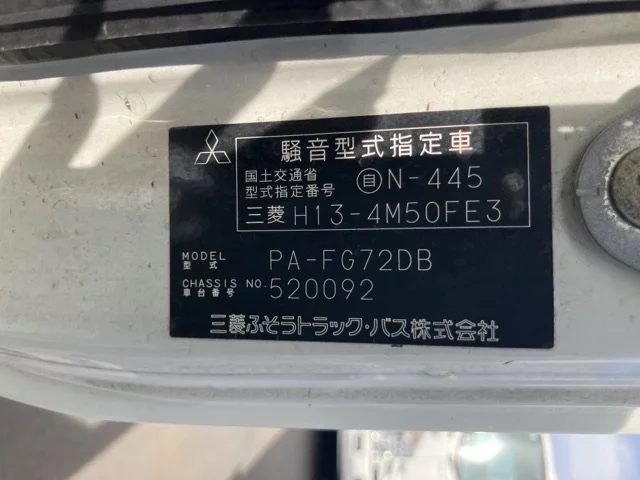 騒音型式指定車
国土交通省
型式指定番号 自N-445
三菱 H13-4M50FE3
MODEL
型式 PA-FG72DB
CHASSIS NO.
車台番号 520092
三菱ふそうトラック・バス株式会社